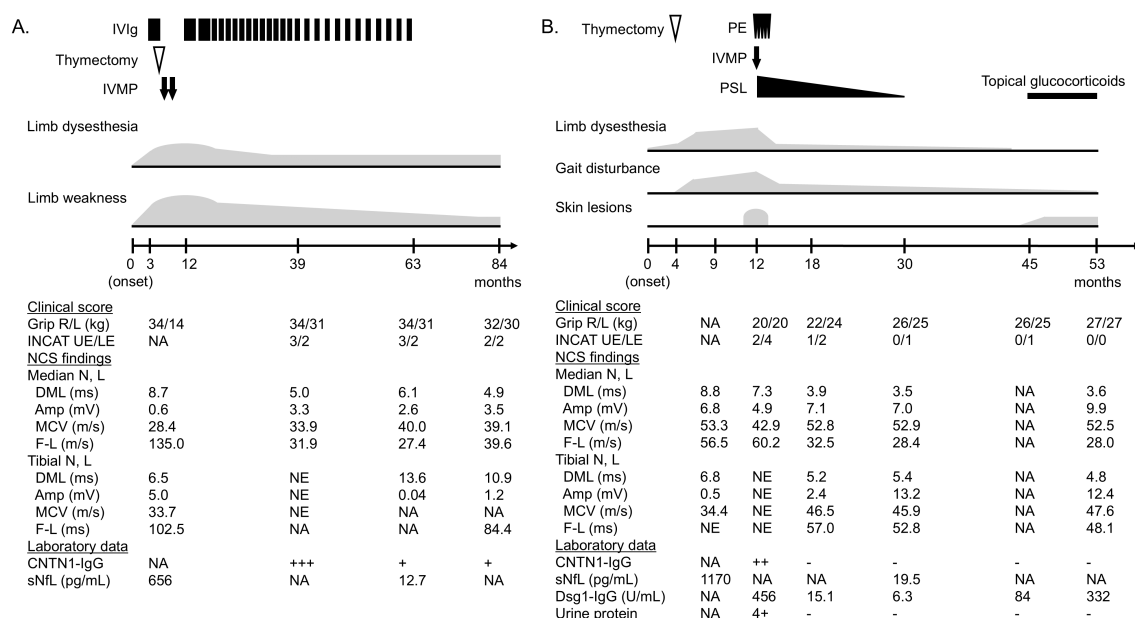 A.
IVIg
Thymectomy
IVMP
Limb dysesthesia
Limb weakness
0 3 12 39 63 84
(onset) months
Clinical score
Grip R/L (kg) 34/14 34/31 34/31 32/30
INCAT UE/LE NA 3/2 3/2 2/2
NCS findings
Median N, L
DML (ms) 8.7 5.0 6.1 4.9
Amp (mV) 0.6 3.3 2.6 3.5
MCV (m/s) 28.4 33.9 40.0 39.1
F-L (m/s) 135.0 31.9 27.4 39.6
Tibial N, L
DML (ms) 6.5 NE 13.6 10.9
Amp (mV) 5.0 NE 0.04 1.2
MCV (m/s) 33.7 NE NA NA
F-L (ms) 102.5 NA NA 84.4
Laboratory data
CNTN1-IgG NA +++ + +
sNfL (pg/mL) 656 NA 12.7 NA
B.
Thymectomy PE
IVMP
PSL
Topical glucocorticoids
Limb dysesthesia
Gait disturbance
Skin lesions
0 4 9 12 18 30 45 53
(onset) months
Clinical score
Grip R/L (kg) NA 20/20 22/24 26/25 26/25 27/27
INCAT UE/LE NA 2/4 1/2 0/1 0/1 0/0
NCS findings
Median N, L
DML (ms) 8.8 7.3 3.9 3.5 NA 3.6
Amp (mV) 6.8 4.9 7.1 7.0 NA 9.9
MCV (m/s) 53.3 42.9 52.8 52.9 NA 52.5
F-L (m/s) 56.5 60.2 32.5 28.4 NA 28.0
Tibial N, L
DML (ms) 6.8 NE 5.2 5.4 NA 4.8
Amp (mV) 0.5 NE 2.4 13.2 NA 12.4
MCV (m/s) 34.4 NE 46.5 45.9 NA 47.6
F-L (ms) NE NE 57.0 52.8 NA 48.1
Laboratory data
CNTN1-IgG NA ++ - - - -
sNfL (pg/mL) 1170 NA NA 19.5 NA NA
Dsg1-IgG (U/mL) NA 456 15.1 6.3 84 332
Urine protein NA 4+ - - - -